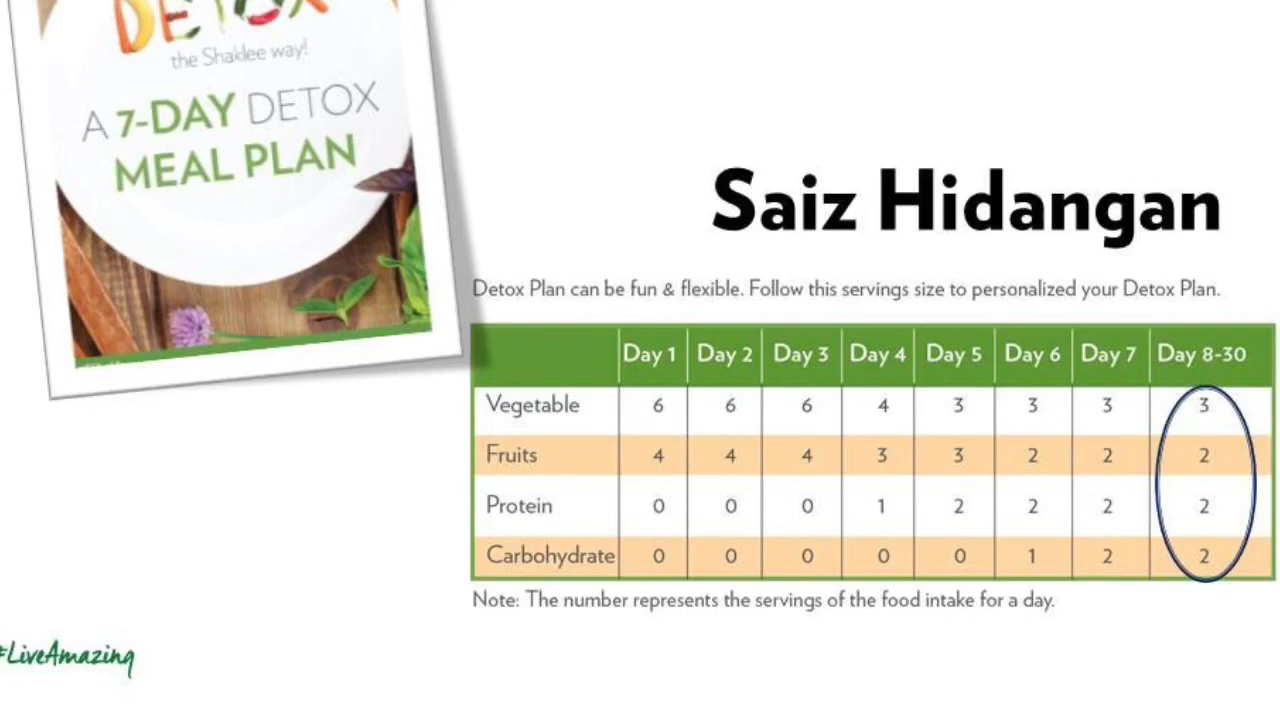 DETOX
the Shaklee way!
A 7-DAY DETOX
MEAL PLAN
Saiz Hidangan
Detox Plan can be fun & flexible. Follow this servings size to personalized your Detox Plan.
Day 1 Day 2 Day 3 Day 4 Day 5 Day 6 Day 7 Day 8-30
Vegetable 6 6 6 4 3 3 3 3
Fruits 4 4 4 3 3 2 2 2
Protein 0 0 0 1 2 2 2 2
Carbohydrate 0 0 0 0 0 1 2 2
Note: The number represents the servings of the food intake for a day.
#LiveAmazing